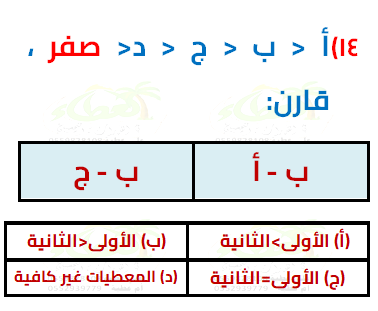 ١٤)أ < ب < ج < د< صفر ،
قارن:
ب - أ
ب - ج
(أ) الأولى>الثانية
(ب) الأولى<الثانية
(ج) الأولى=الثانية
(د) المعطيات غير كافية